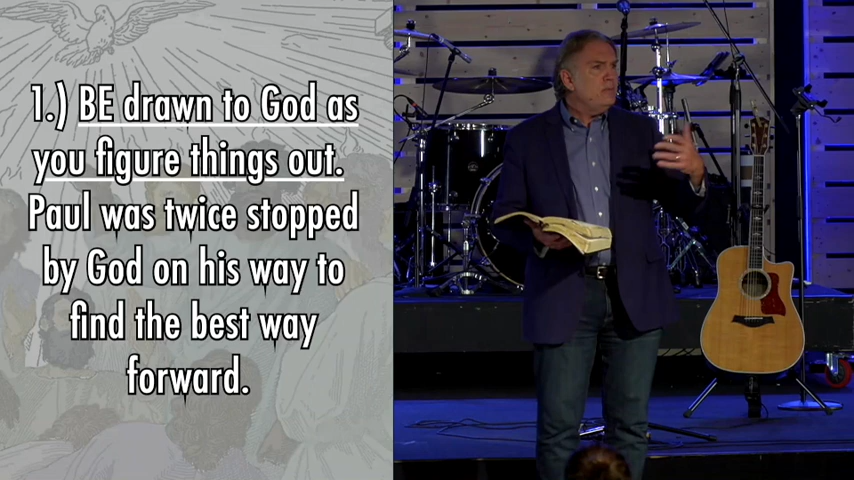 1.) BE drawn to God as
you figure things out.
Paul was twice stopped
by God on his way to
find the best way
forward.